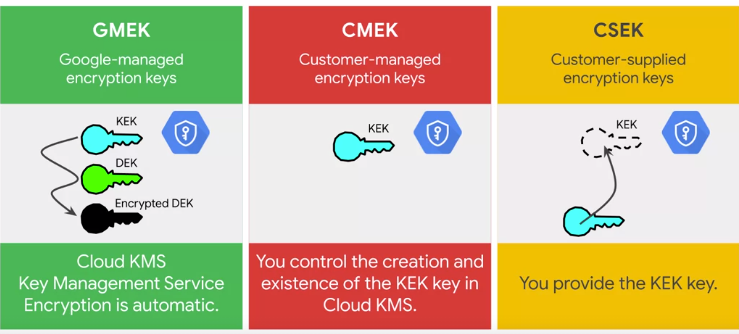 GMEK
Google-managed
encryption keys
KEK
DEK
Encrypted DEK
Cloud KMS
Key Management Service
Encryption is automatic.
CMEK
Customer-managed
encryption keys
KEK
You control the creation and
existence of the KEK key in
Cloud KMS.
CSEK
Customer-supplied
encryption keys
KEK
You provide the KEK key.